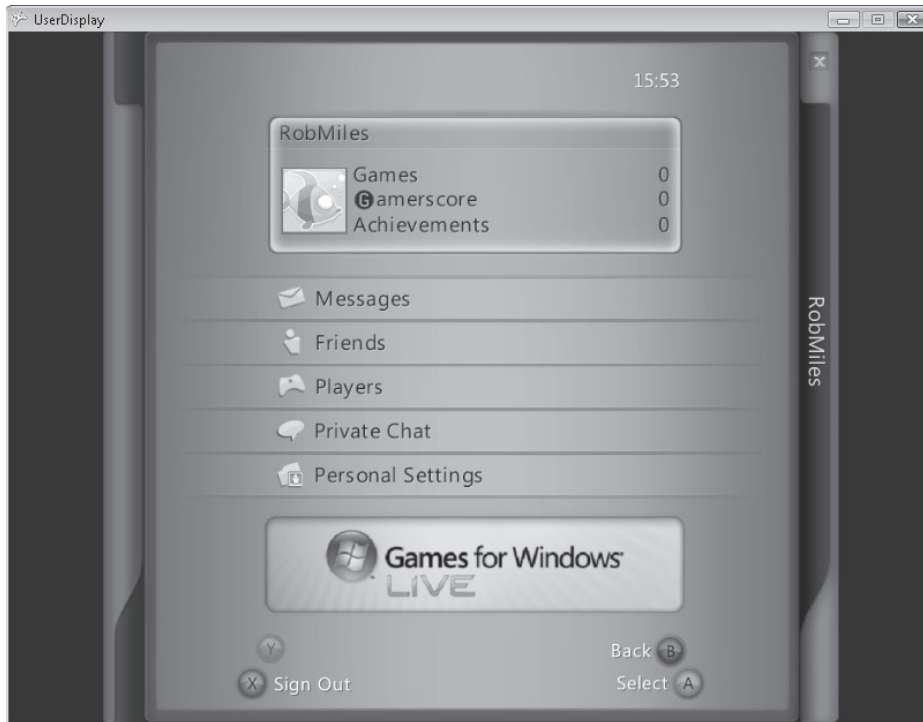 UserDisplay
15:53
RobMiles
Games 0
Gamerscore 0
Achievements 0
Messages
Friends
Players
Private Chat
Personal Settings
RobMiles
Games for Windows
LIVE
Y
Back B
X Sign Out
Select A